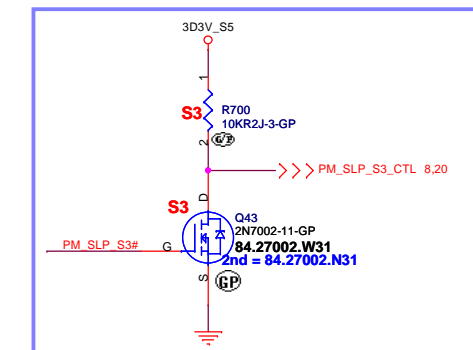 3D3V_S5
1
S3
R700
10KR2J-3-GP
2
G/P
PM_SLP_S3_CTL 8,20
D
S3
Q43
2N7002-11-GP
PM_SLP_S3#
G
84.27002.W31
2nd = 84.27002.N31
S
GP